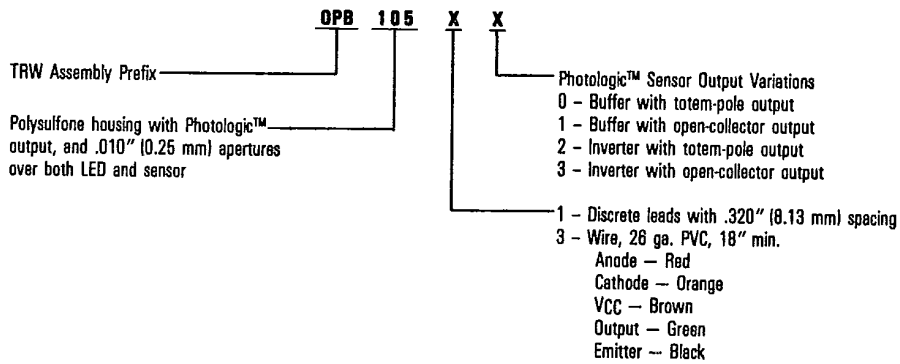 OPB 105 X X
TRW Assembly Prefix
Polysulfone housing with Photologic™
output, and .010" (0.25 mm) apertures
over both LED and sensor
Photologic™ Sensor Output Variations
0 – Buffer with totem-pole output
1 – Buffer with open-collector output
2 – Inverter with totem-pole output
3 – Inverter with open-collector output
1 – Discrete leads with .320" (8.13 mm) spacing
3 – Wire, 26 ga. PVC, 18" min.
Anode — Red
Cathode — Orange
VCC — Brown
Output — Green
Emitter — Black